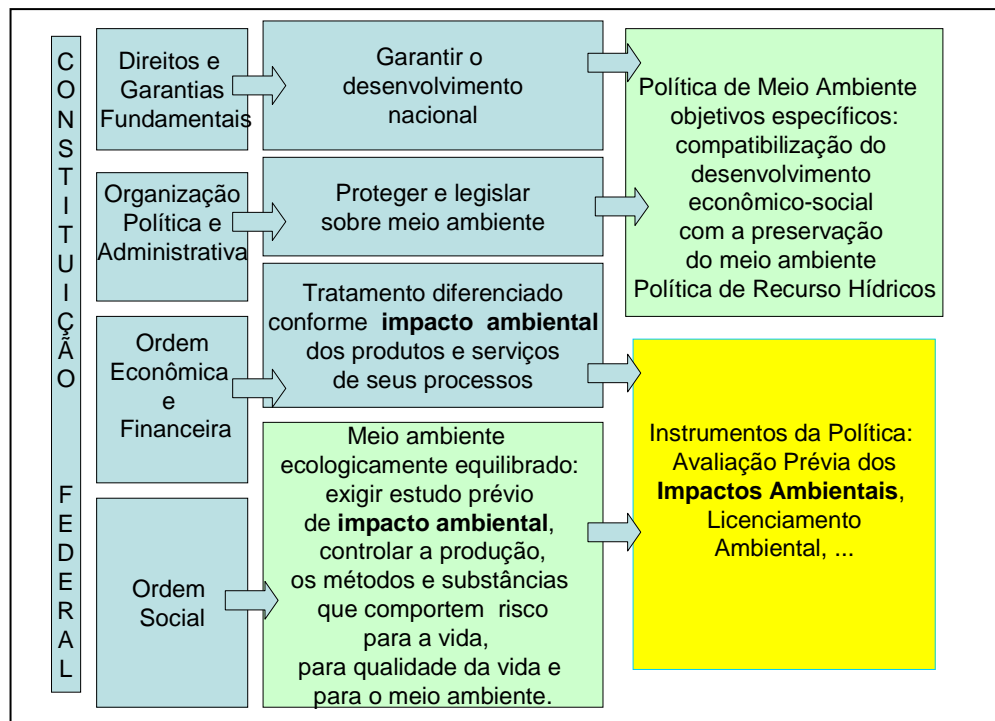 CONSTITUIÇÃO FEDERAL
Direitos e
Garantias
Fundamentais
Garantir o
desenvolvimento
nacional
Organização
Política e
Administrativa
Proteger e legislar
sobre meio ambiente
Política de Meio Ambiente
objetivos específicos:
compatibilização do
desenvolvimento
econômico-social
com a preservação
do meio ambiente
Política de Recurso Hídricos
Ordem
Econômica
e
Financeira
Tratamento diferenciado
conforme impacto ambiental
dos produtos e serviços
de seus processos
Ordem
Social
Meio ambiente
ecologicamente equilibrado:
exigir estudo prévio
de impacto ambiental,
controlar a produção,
os métodos e substâncias
que comportem risco
para a vida,
para qualidade da vida e
para o meio ambiente.
Instrumentos da Política:
Avaliação Prévia dos
Impactos Ambientais,
Licenciamento
Ambiental, ...